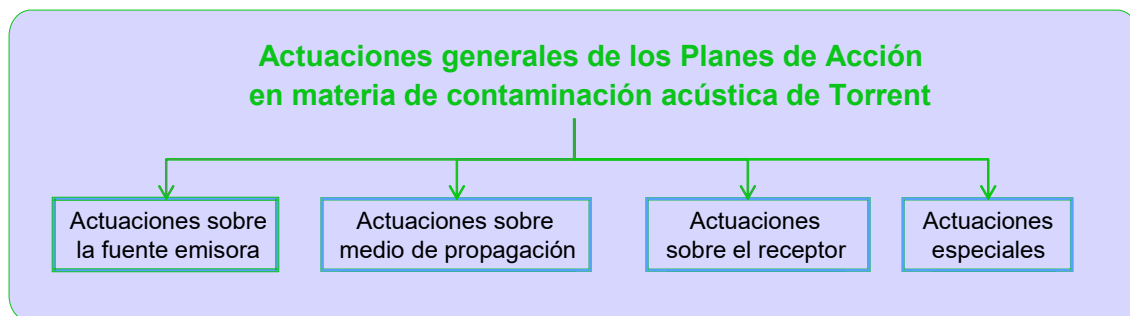 Actuaciones generales de los Planes de Acción
en materia de contaminación acústica de Torrent
Actuaciones sobre
la fuente emisora
Actuaciones sobre
medio de propagación
Actuaciones
sobre el receptor
Actuaciones
especiales